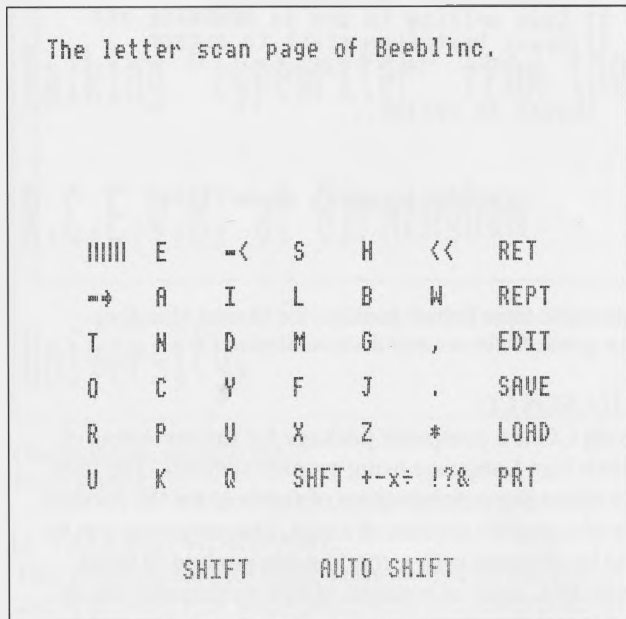 The letter scan page of Beeblinc.
E =< S H << RET
=> A I L B W REPT
T N D M G , EDIT
O C Y F J . SAVE
R P V X Z * LOAD
U K Q SHFT +-x÷ !?& PRT
SHIFT AUTO SHIFT